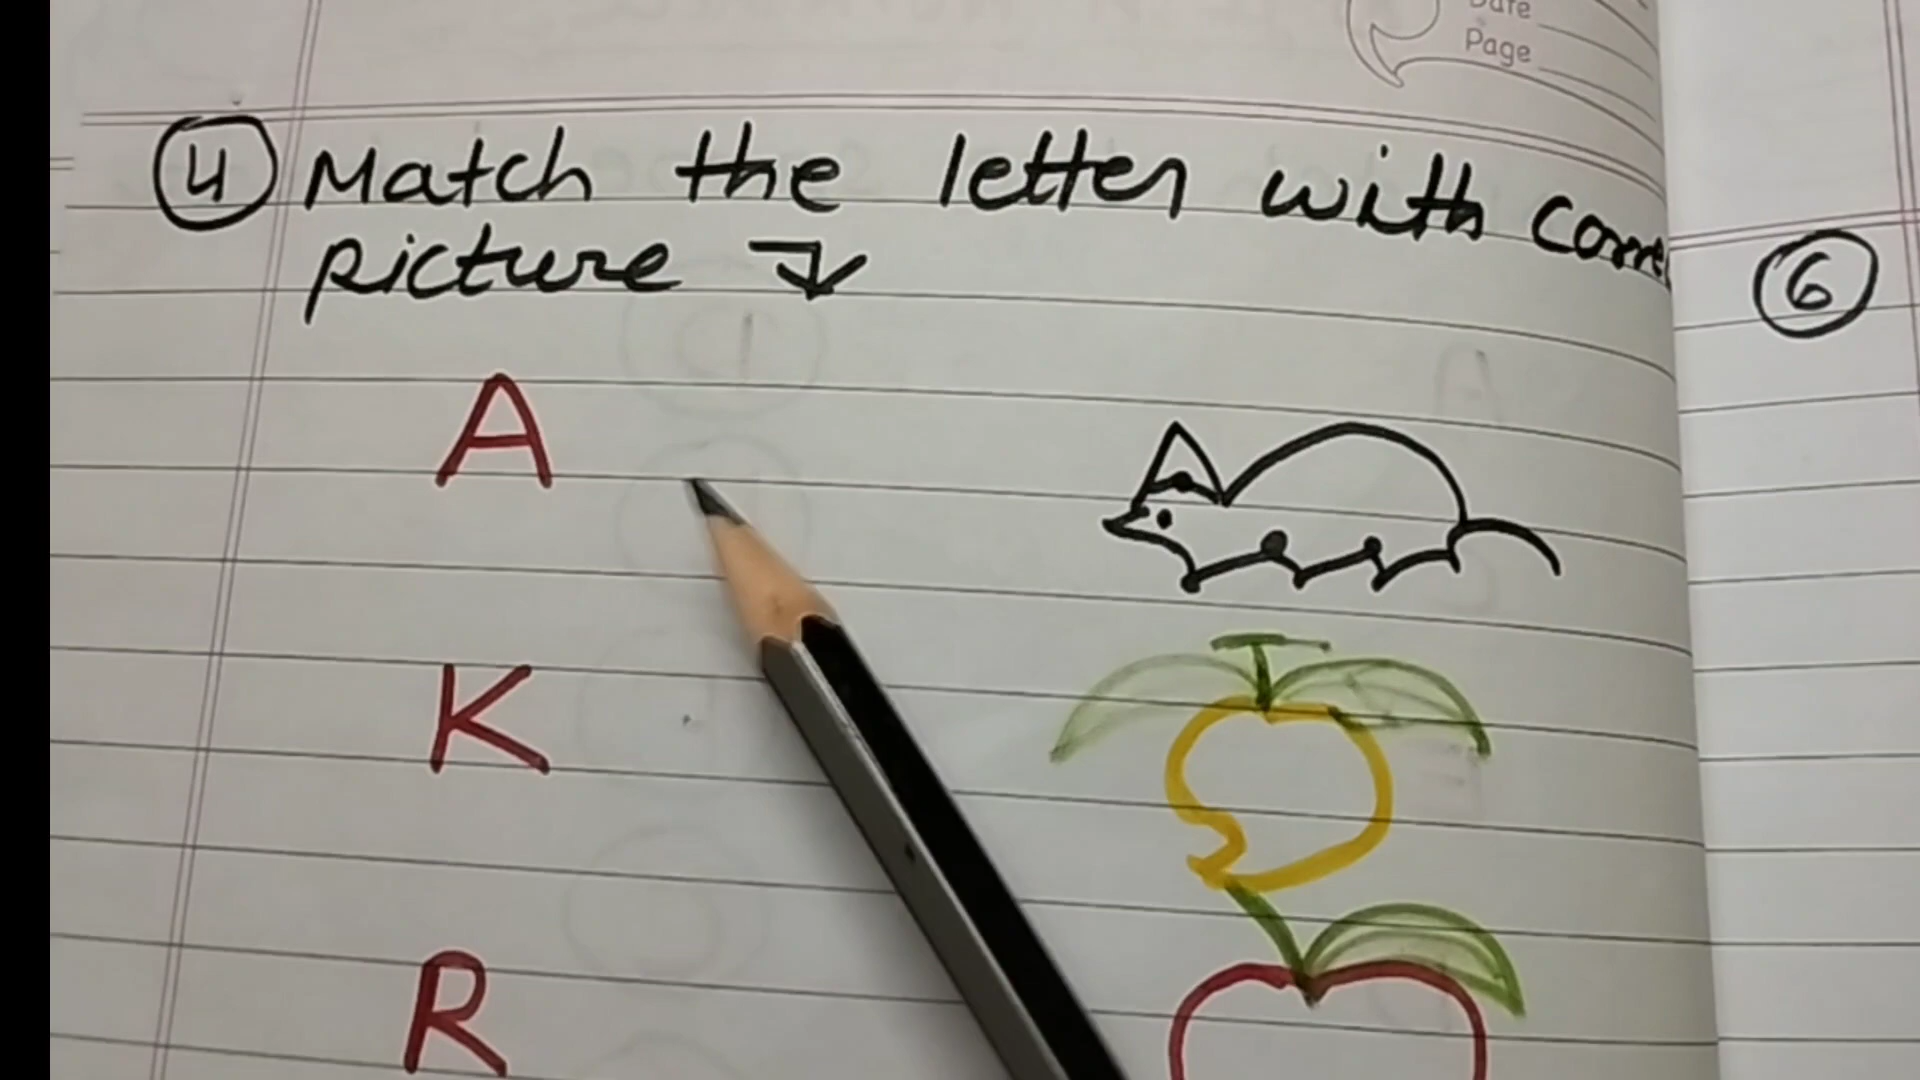 Date
Page
4 Match the letter with corre
picture
6
A
K
R